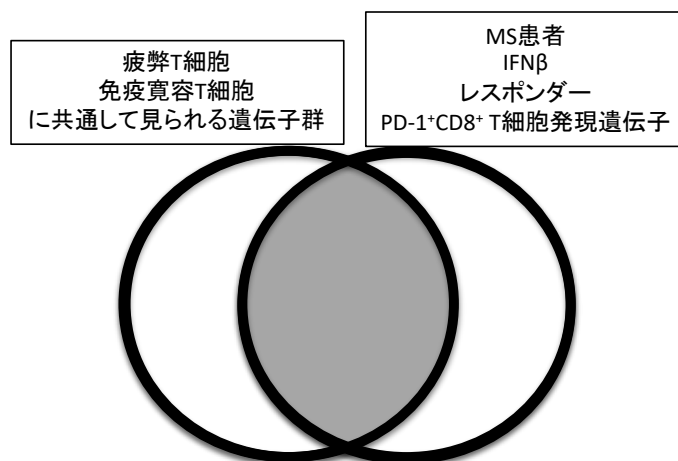 疲弊T細胞
免疫寛容T細胞
に共通して見られる遺伝子群
MS患者
IFNβ
レスポンダー
PD-1⁺CD8⁺ T細胞発現遺伝子